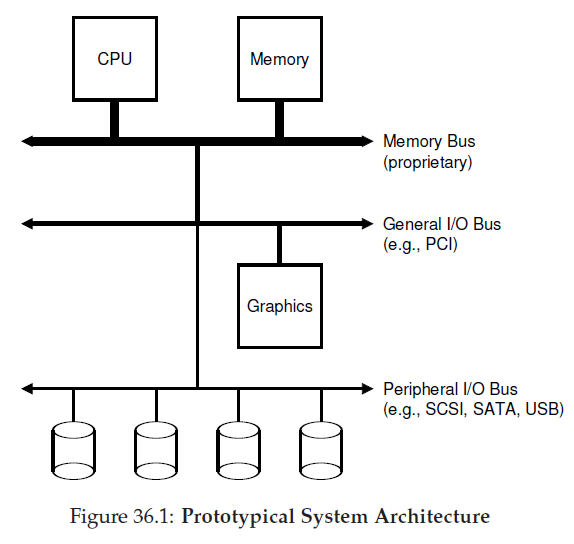 CPU
Memory
Memory Bus
(proprietary)
General I/O Bus
(e.g., PCI)
Graphics
Peripheral I/O Bus
(e.g., SCSI, SATA, USB)
Figure 36.1: Prototypical System Architecture